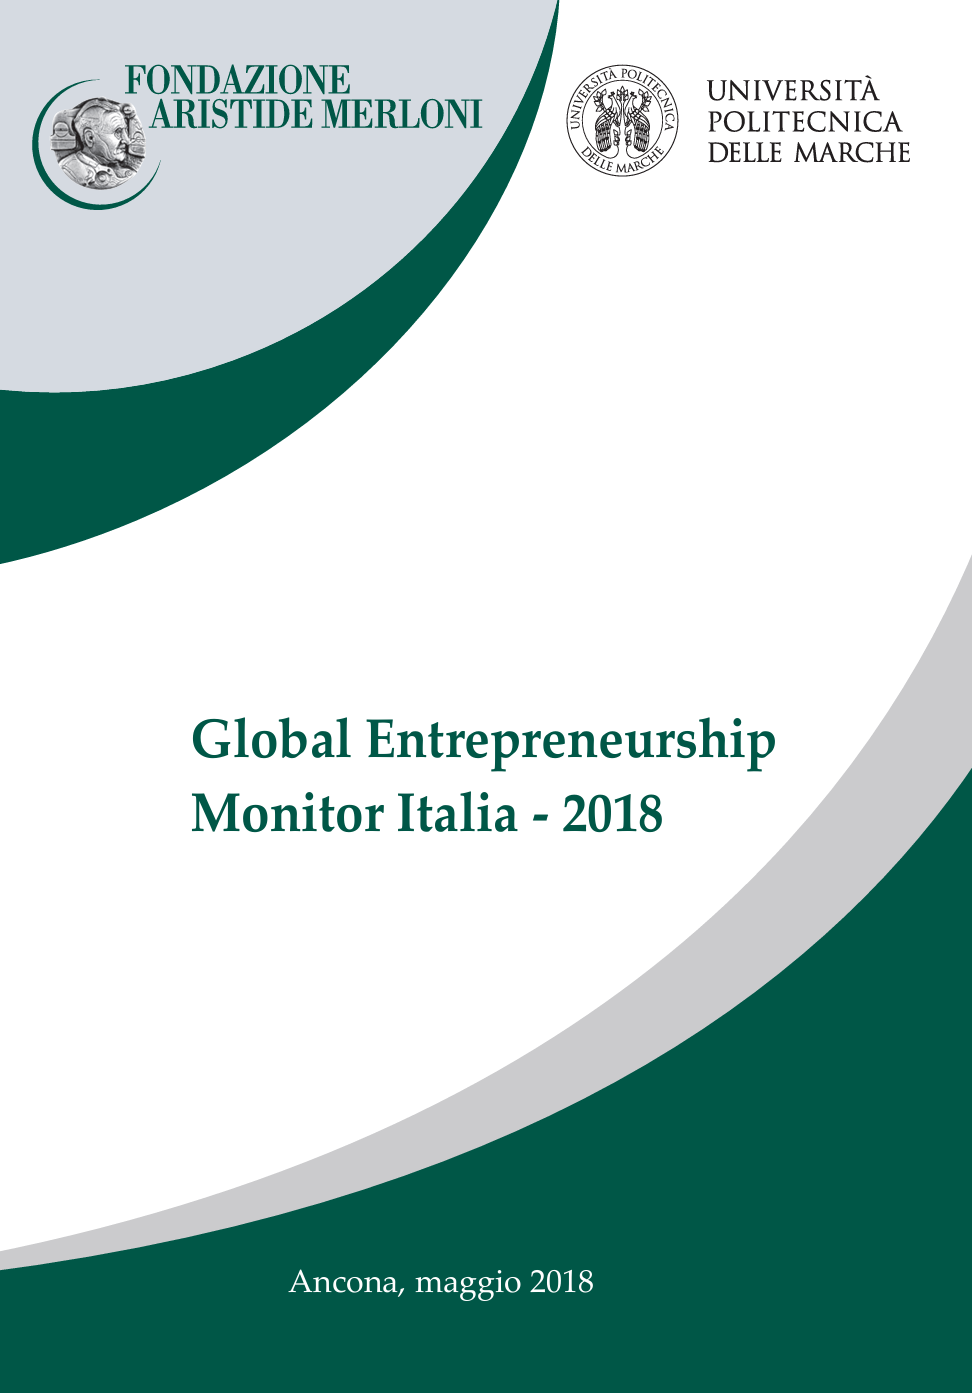 FONDAZIONE
ARISTIDE MERLONI
UNIVERSITÀ POLITECNICA
DELLE MARCHE
UNIVERSITÀ
POLITECNICA
DELLE MARCHE
Global Entrepreneurship
Monitor Italia - 2018
Ancona, maggio 2018